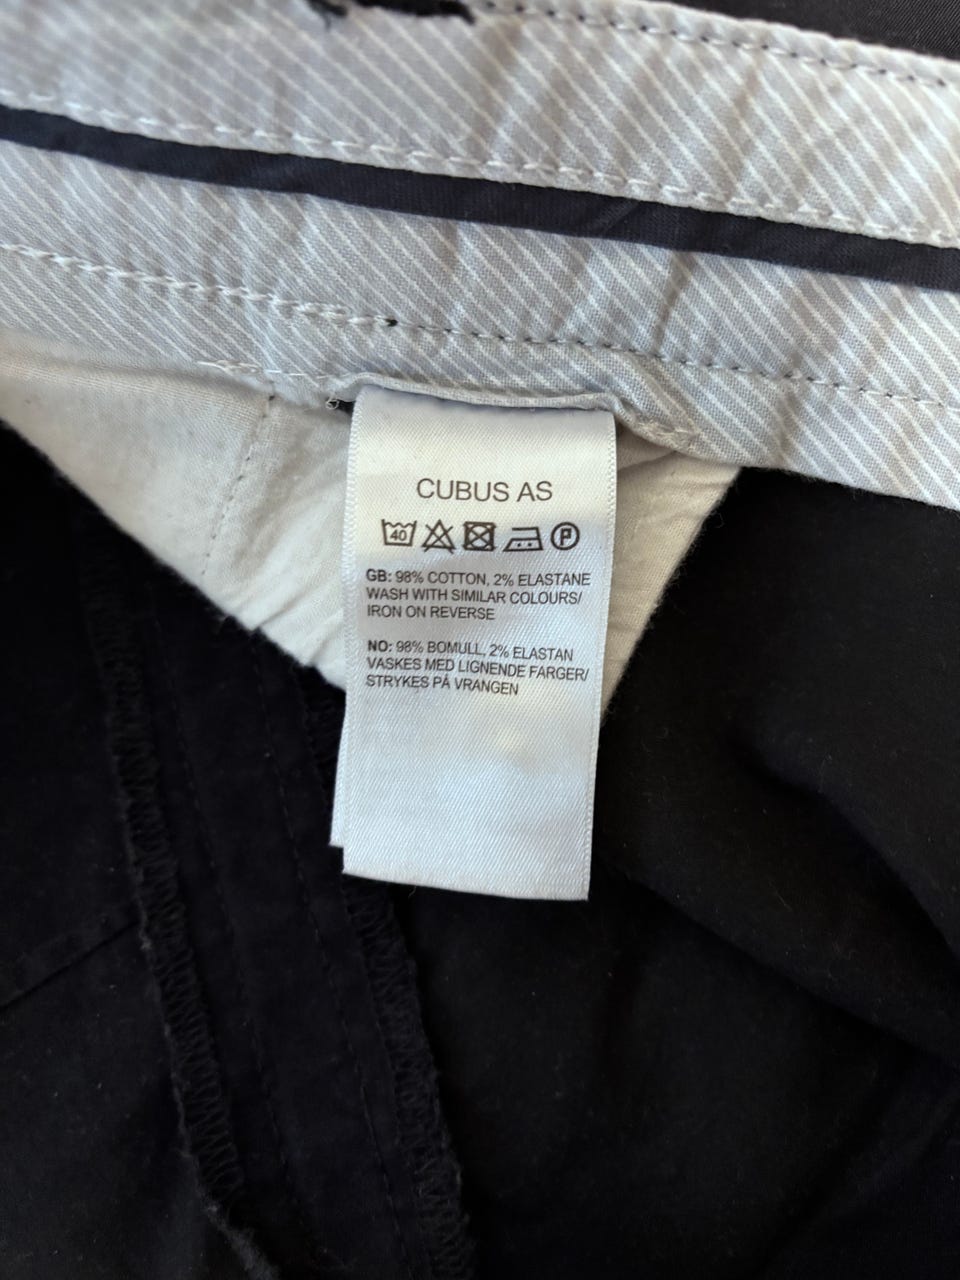 CUBUS AS
40 P
GB: 98% COTTON, 2% ELASTANE
WASH WITH SIMILAR COLOURS/
IRON ON REVERSE
NO: 98% BOMULL, 2% ELASTAN
VASKES MED LIGNENDE FARGER/
STRYKES PÅ VRANGEN